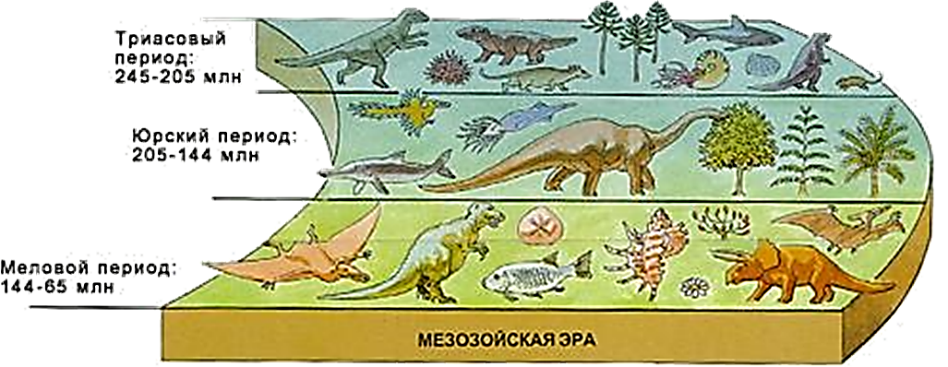 Триасовый
период:
245-205 млн
Юрский период:
205-144 млн
Меловой период:
144-65 млн
МЕЗОЗОЙСКАЯ ЭРА